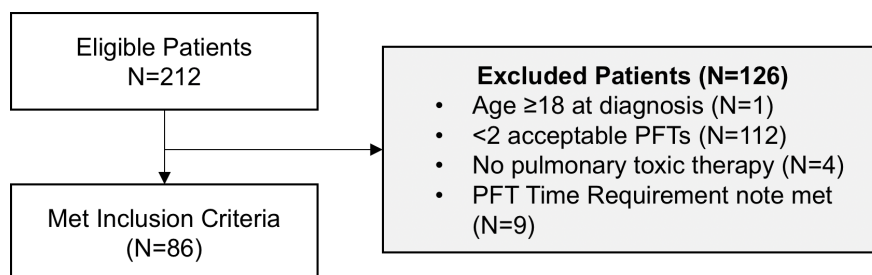 Eligible Patients
N=212
Excluded Patients (N=126)
• Age ≥18 at diagnosis (N=1)
• <2 acceptable PFTs (N=112)
• No pulmonary toxic therapy (N=4)
• PFT Time Requirement note met
(N=9)
Met Inclusion Criteria
(N=86)